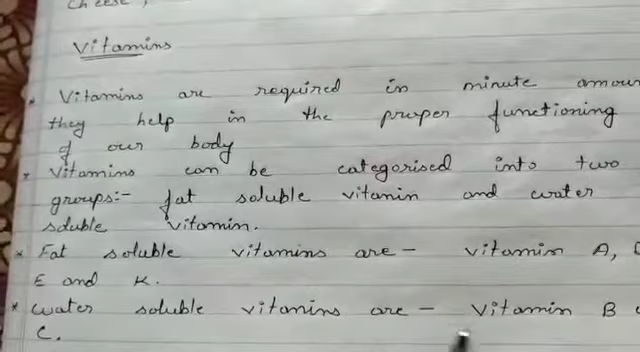 cheese,
Vitamins
* Vitamins are required in minute amoun
they help in the proper functioning
of our body
* Vitamins can be categorised into two
groups:- fat soluble vitamin and water
soluble vitamin.
* Fat soluble vitamins are - vitamin A,
E and K.
* water soluble vitamins are - vitamin B
C.